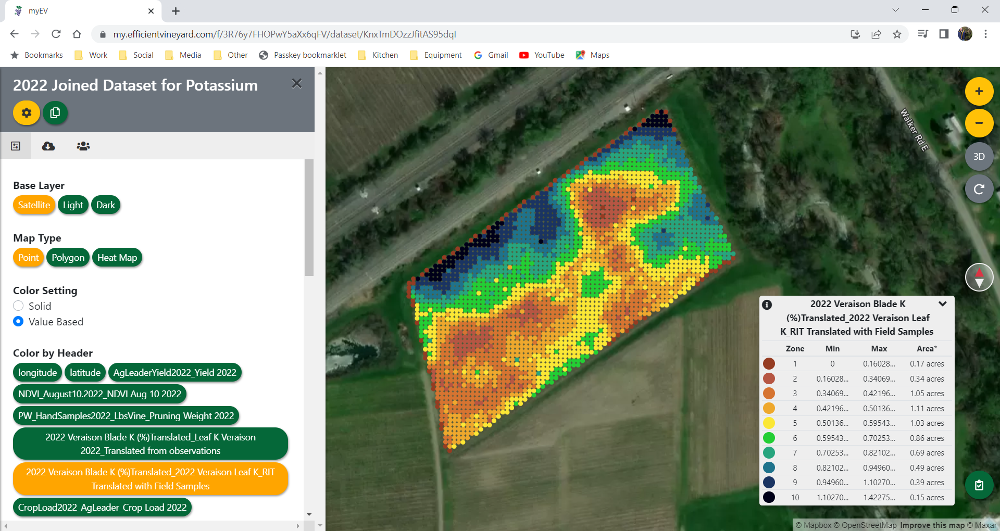 myEV
my.efficientvineyard.com/f/3R76y7FHOPwY5aXx6qFV/dataset/KnxTmDOzzJfitAS95dqI
Bookmarks Work Social Media Other Passkey bookmarklet Kitchen Equipment Gmail YouTube Maps
2022 Joined Dataset for Potassium
Base Layer
Satellite Light Dark
Map Type
Point Polygon Heat Map
Color Setting
Solid
Value Based
Color by Header
longitude latitude AgLeaderYield2022_Yield 2022
NDVI_August10.2022_NDVI Aug 10 2022
PW_HandSamples2022_LbsVine_Pruning Weight 2022
2022 Veraison Blade K (%)Translated_Leaf K Veraison
2022_Translated from observations
2022 Veraison Blade K (%)Translated_2022 Veraison Leaf K_RIT
Translated with Field Samples
CropLoad2022_AgLeader_Crop Load 2022
Walker Rd E
3D
2022 Veraison Blade K
(%)Translated_2022 Veraison Leaf
K_RIT Translated with Field Samples
Zone Min Max Area*
1 0 0.16028... 0.17 acres
2 0.16028... 0.34069... 0.34 acres
3 0.34069... 0.42196... 1.05 acres
4 0.42196... 0.50136... 1.11 acres
5 0.50136... 0.59543... 1.03 acres
6 0.59543... 0.70253... 0.86 acres
7 0.70253... 0.82102... 0.69 acres
8 0.82102... 0.94960... 0.49 acres
9 0.94960... 1.10270... 0.39 acres
10 1.10270... 1.42275... 0.15 acres
© Mapbox © OpenStreetMap Improve this map © Maxar